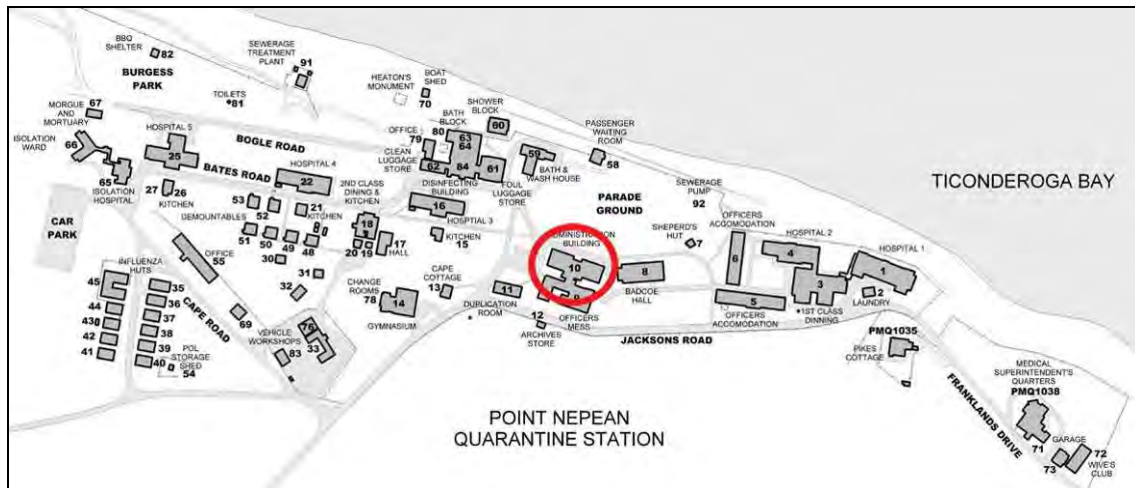 BBQ
SHELTER
82
BURGESS
PARK
SEWERAGE
TREATMENT
PLANT
91
TOILETS
81
HEATON'S
MONUMENT
BOAT
SHED
70
SHOWER
BLOCK
60
BATH
BLOCK
80
63
64
OFFICE
79
CLEAN
LUGGAGE
STORE
62
84
61
DISINFECTING
BUILDING
FOUL
LUGGAGE
STORE
59
BATH &
WASH HOUSE
PASSENGER
WAITING
ROOM
58
PARADE
GROUND
SEWERAGE
PUMP
92
TICONDEROGA BAY
MORGUE
AND
MORTUARY
67
ISOLATION
WARD
66
65
ISOLATION
HOSPITAL
HOSPITAL 5
25
BOGLE ROAD
BATES ROAD
HOSPITAL 4
22
27
26
KITCHEN
53
52
DEMOUNTABLES
51
50
49
48
21
KITCHEN
2ND CLASS
DINING &
KITCHEN
18
20
19
17
HALL
16
HOSPTIAL 3
KITCHEN
15
CAR
PARK
OFFICE
55
30
31
32
INFLUENZA
HUTS
45
44
43
42
41
35
36
37
38
39
40
POL
STORAGE
SHED
54
CAPE ROAD
69
VEHICLE
WORKSHOPS
83
76
33
CHANGE
ROOMS
78
14
GYMNASIUM
CAPE
COTTAGE
13
11
DUPLICATION
ROOM
BUILDING
10
9
OFFICERS
MESS
12
ARCHIVES
STORE
8
BADCOE
HALL
SHEPERD'S
HUT
7
OFFICERS
ACCOMODATION
6
HOSPITAL 2
4
HOSPITAL 1
1
3
2
LAUNDRY
1ST CLASS
DINNING
5
OFFICERS
ACCOMODATION
JACKSONS ROAD
PMQ1035
PIKES
COTTAGE
FRANKLANDS DRIVE
MEDICAL
SUPERINTENDENT'S
QUARTERS
PMQ1038
71
GARAGE
73
72
WIVE'S
CLUB
POINT NEPEAN
QUARANTINE STATION